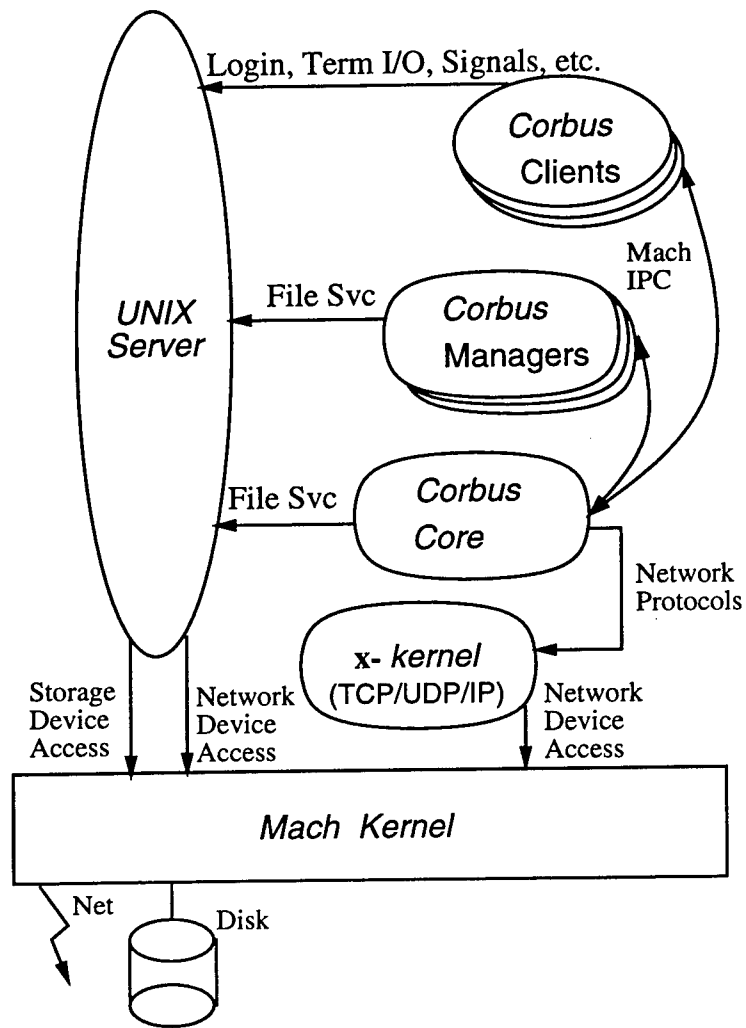 Login, Term I/O, Signals, etc.
Corbus
Clients
Mach
IPC
UNIX
Server
File Svc
Corbus
Managers
File Svc
Corbus
Core
Network
Protocols
x- kernel
(TCP/UDP/IP)
Storage
Device
Access
Network
Device
Access
Network
Device
Access
Mach Kernel
Net
Disk